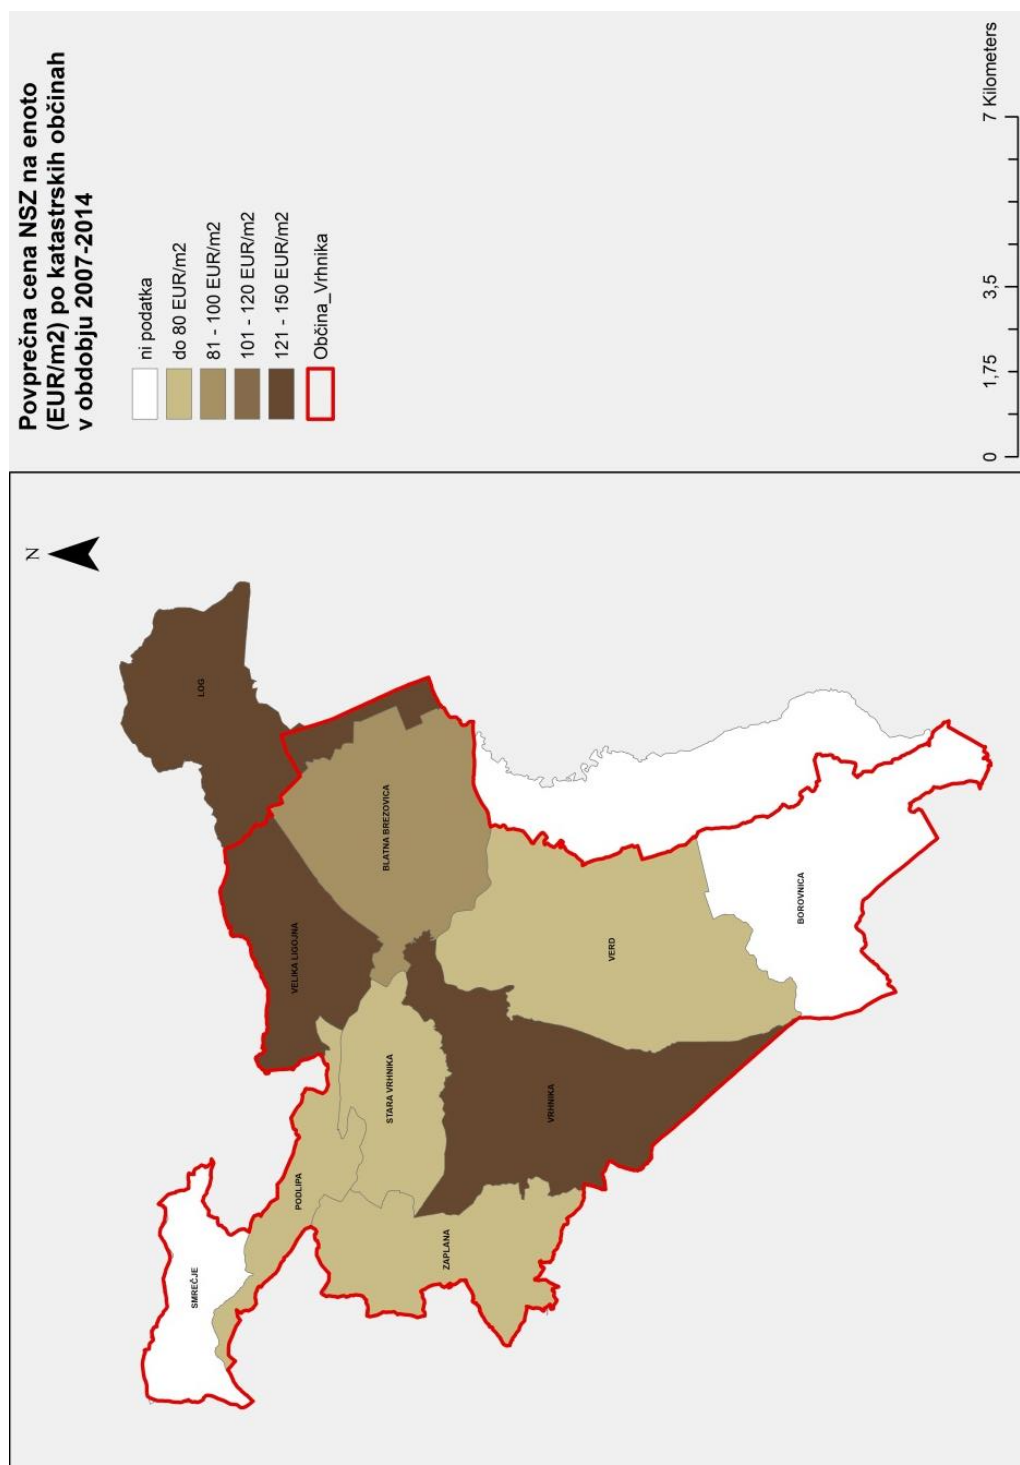 Povprečna cena NSZ na enoto
(EUR/m2) po katastrskih občinah
v obdobju 2007-2014
ni podatka
do 80 EUR/m2
81 - 100 EUR/m2
101 - 120 EUR/m2
121 - 150 EUR/m2
Občina_Vrhnika
0 1,75 3,5 7 Kilometers
N
LOG
BLATNA BREZOVICA
VELIKA LIGOJNA
VERD
BOROVNICA
STARA VRHNIKA
VRHNIKA
PODLIPA
ZAPLANA
SMREČJE